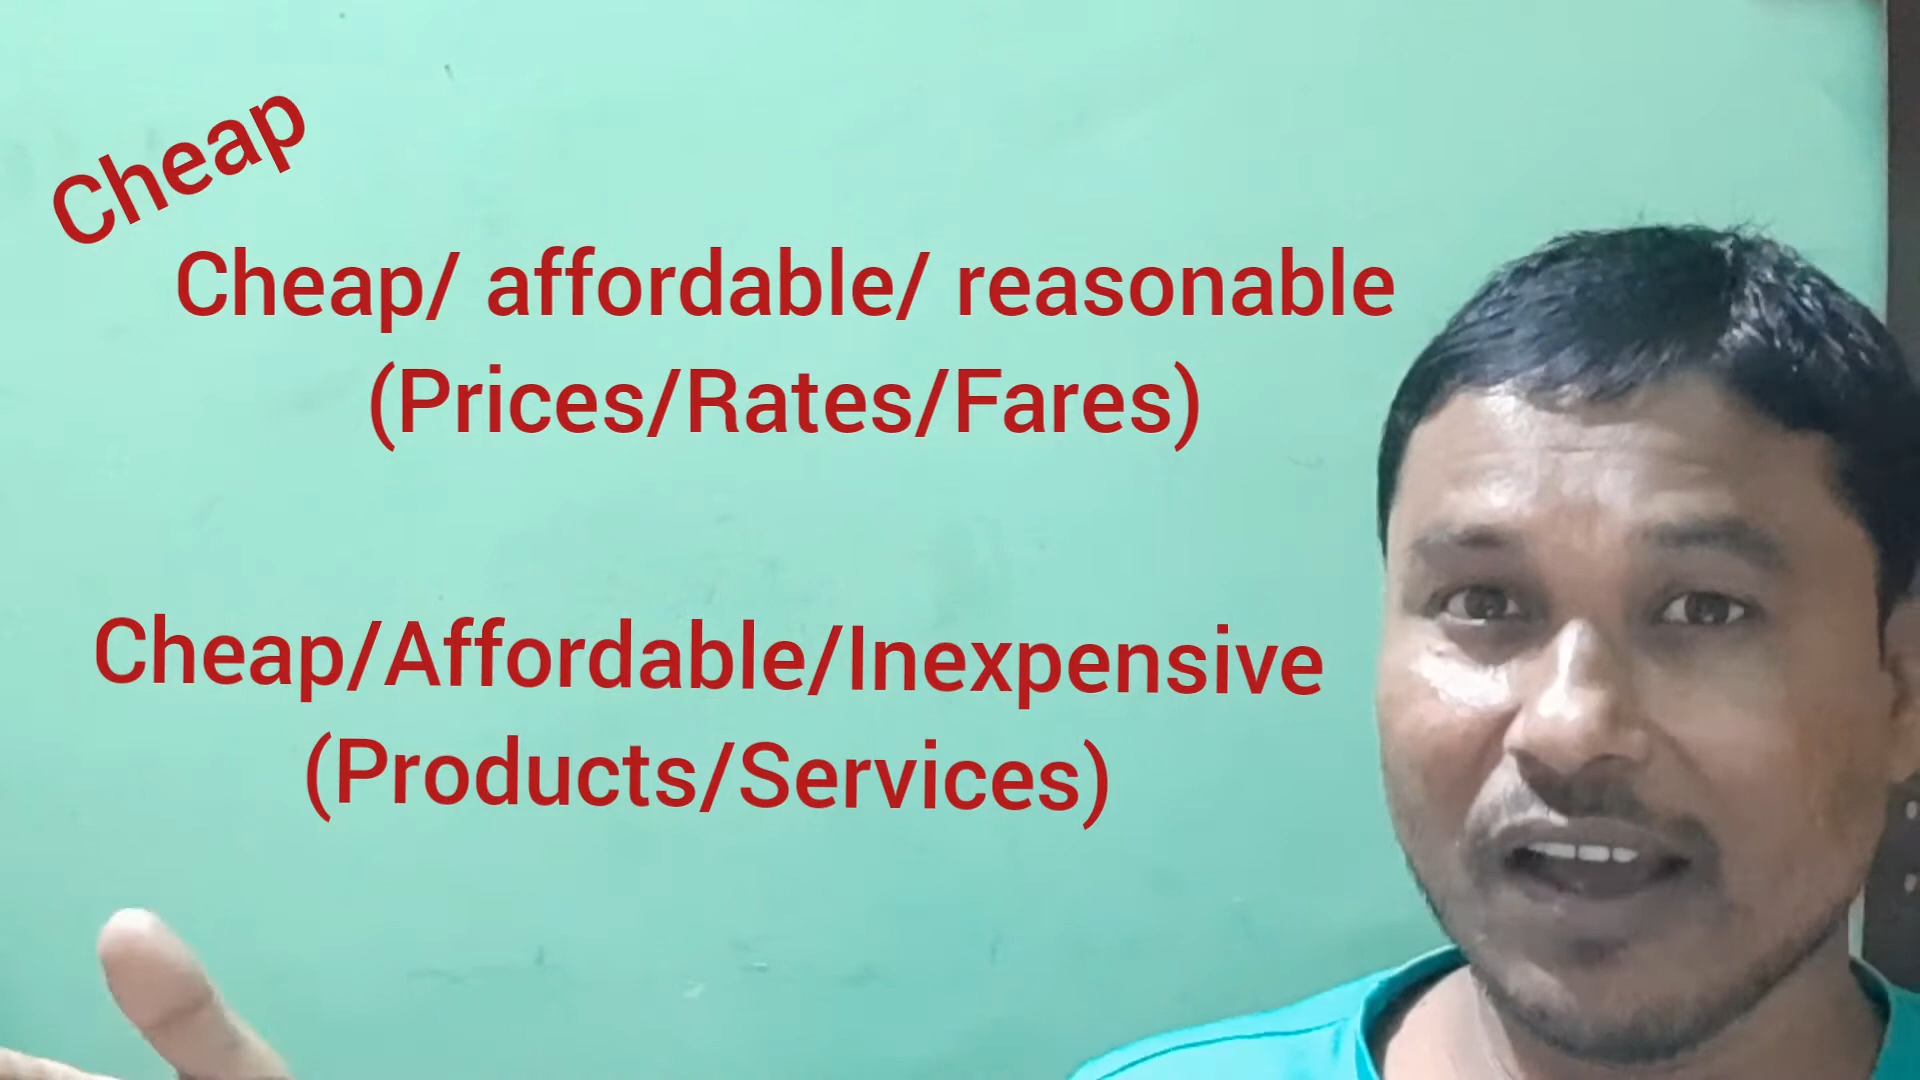 Cheap
Cheap/ affordable/ reasonable
(Prices/Rates/Fares)
Cheap/Affordable/Inexpensive
(Products/Services)